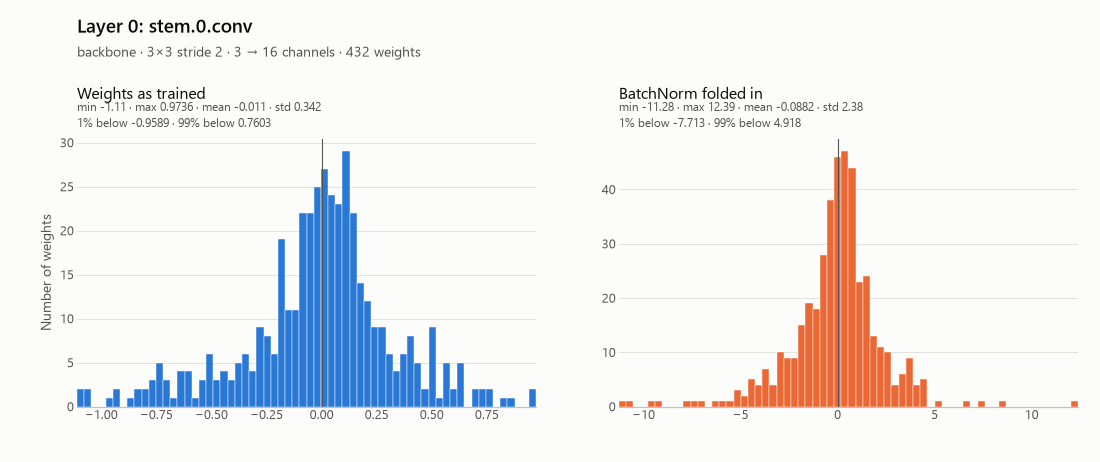 Layer 0: stem.0.conv
backbone · 3×3 stride 2 · 3 → 16 channels · 432 weights
Weights as trained
min -1.11 · max 0.9736 · mean -0.011 · std 0.342
1% below -0.9589 · 99% below 0.7603
30
25
20
15
10
5
0
Number of weights
−1.00 −0.75 −0.50 −0.25 0.00 0.25 0.50 0.75
BatchNorm folded in
min -11.28 · max 12.39 · mean -0.0882 · std 2.38
1% below -7.713 · 99% below 4.918
40
30
20
10
0
−10 −5 0 5 10